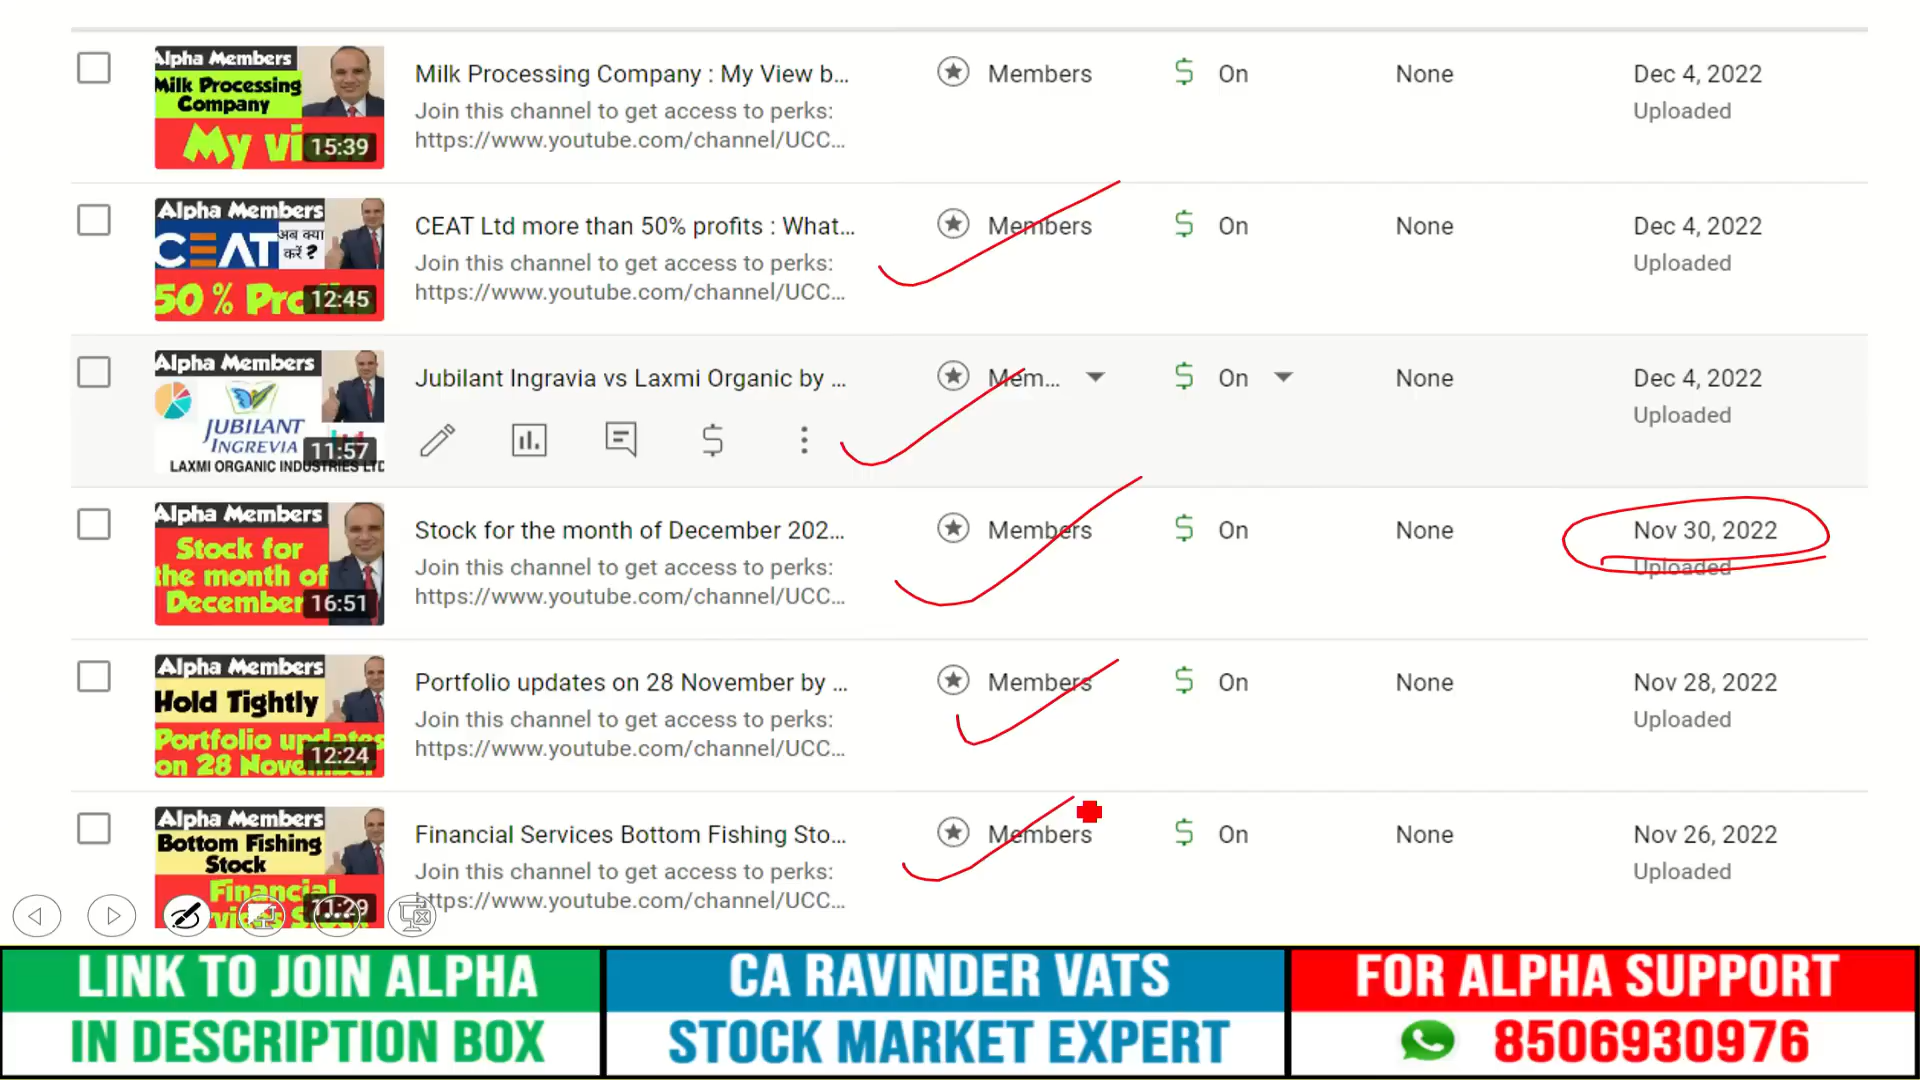 Alpha Members
Milk Processing
Company
My vi
15:39
Milk Processing Company : My View b...
Join this channel to get access to perks:
https://www.youtube.com/channel/UCC...
Members
On
None
Dec 4, 2022
Uploaded
Alpha Members
CEAT
अब क्या
करें ?
50 % Pro
12:45
CEAT Ltd more than 50% profits : What...
Join this channel to get access to perks:
https://www.youtube.com/channel/UCC...
Members
On
None
Dec 4, 2022
Uploaded
Alpha Members
JUBILANT
INGREVIA
11:57
LAXMI ORGANIC INDUSTRIES LTD
Jubilant Ingravia vs Laxmi Organic by ...
Mem...
On
None
Dec 4, 2022
Uploaded
Alpha Members
Stock for
the month of
December
16:51
Stock for the month of December 202...
Join this channel to get access to perks:
https://www.youtube.com/channel/UCC...
Members
On
None
Nov 30, 2022
Uploaded
Alpha Members
Hold Tightly
Portfolio updates
on 28 November
12:24
Portfolio updates on 28 November by ...
Join this channel to get access to perks:
https://www.youtube.com/channel/UCC...
Members
On
None
Nov 28, 2022
Uploaded
Alpha Members
Bottom Fishing
Stock
Financial
11:29
Financial Services Bottom Fishing Sto...
Join this channel to get access to perks:
https://www.youtube.com/channel/UCC...
Members
On
None
Nov 26, 2022
Uploaded
LINK TO JOIN ALPHA
IN DESCRIPTION BOX
CA RAVINDER VATS
STOCK MARKET EXPERT
FOR ALPHA SUPPORT
8506930976